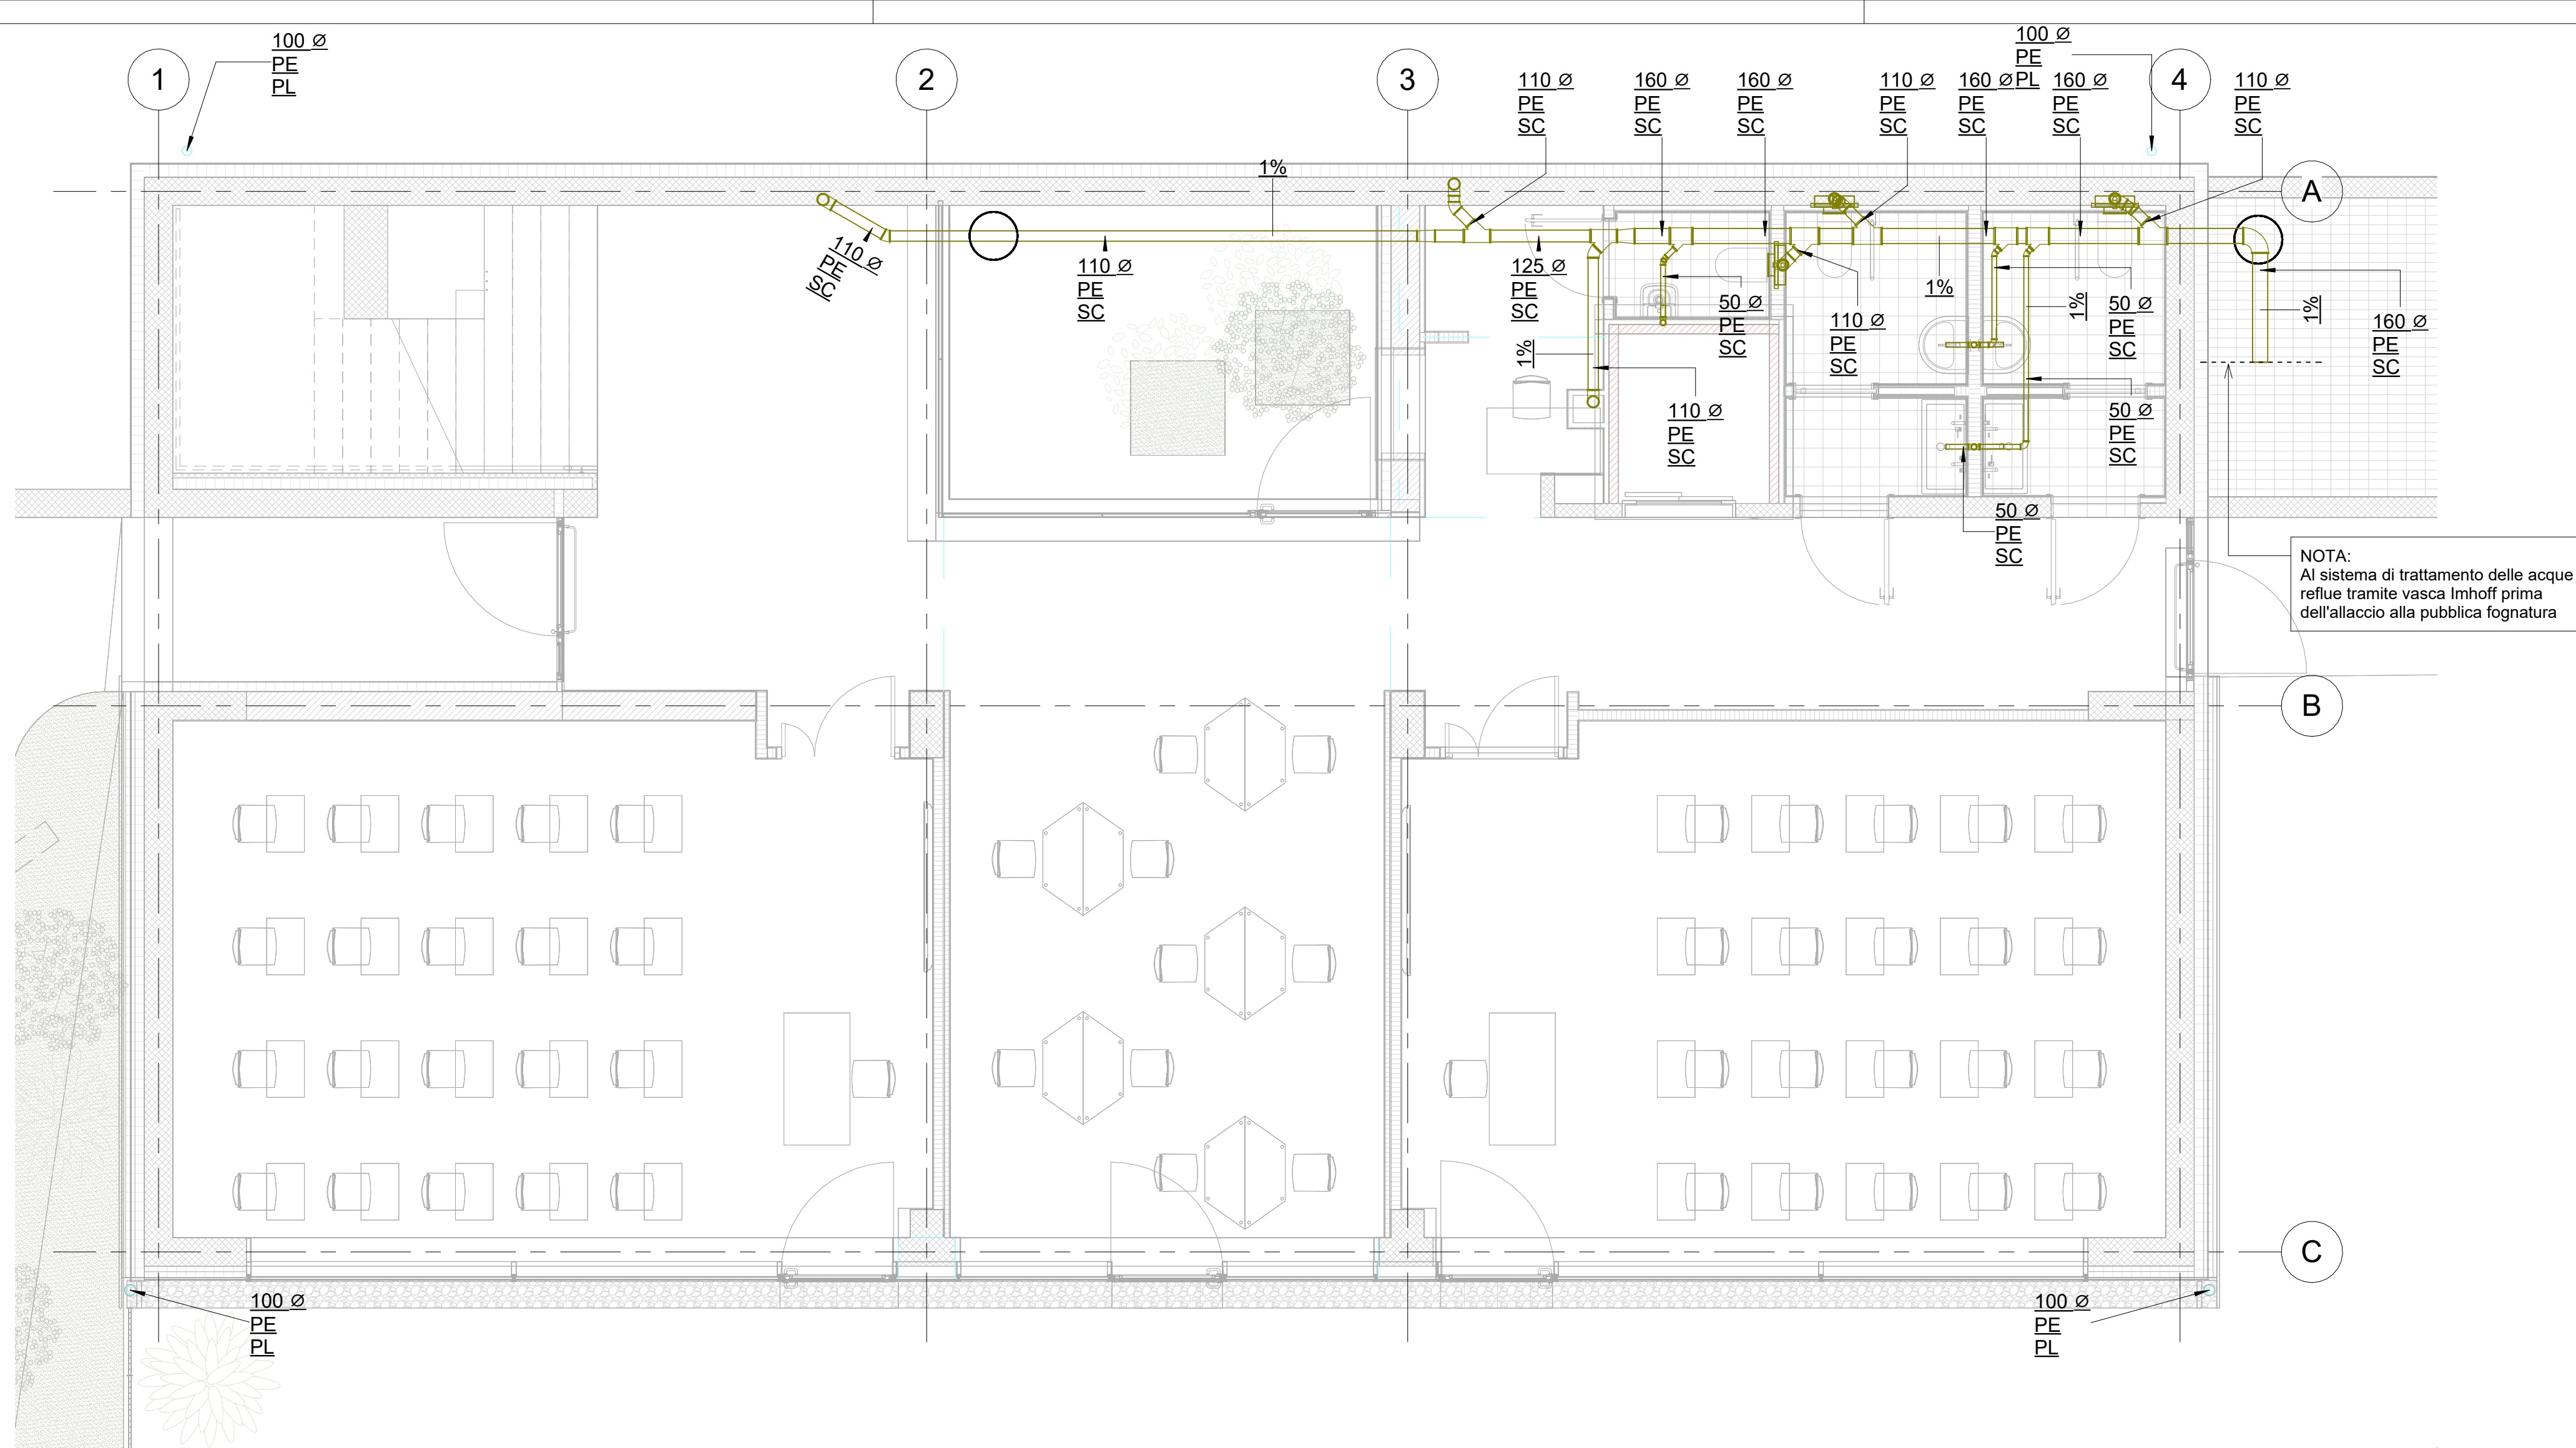 100 Ø
PE
PL
100 Ø
PE
PL
1
2
3
4
110 Ø
PE
SC
160 Ø
PE
SC
160 Ø
PE
SC
110 Ø
PE
SC
160 Ø
PE
SC
160 Ø
PE
SC
110 Ø
PE
SC
A
1%
110 Ø
PE
SC
110 Ø
PE
SC
125 Ø
PE
SC
1%
50 Ø
PE
SC
110 Ø
PE
SC
1%
1%
50 Ø
PE
SC
1%
160 Ø
PE
SC
110 Ø
PE
SC
50 Ø
PE
SC
50 Ø
PE
SC
NOTA:
Al sistema di trattamento delle acque
reflue tramite vasca Imhoff prima
dell'allaccio alla pubblica fognatura
B
C
100 Ø
PE
PL
100 Ø
PE
PL